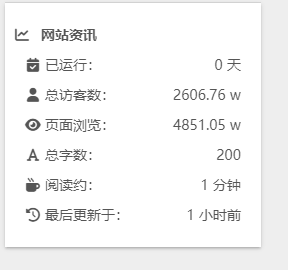 网站资讯
已运行： 0 天
总访客数： 2606.76 w
页面浏览： 4851.05 w
总字数： 200
阅读约： 1 分钟
最后更新于： 1 小时前